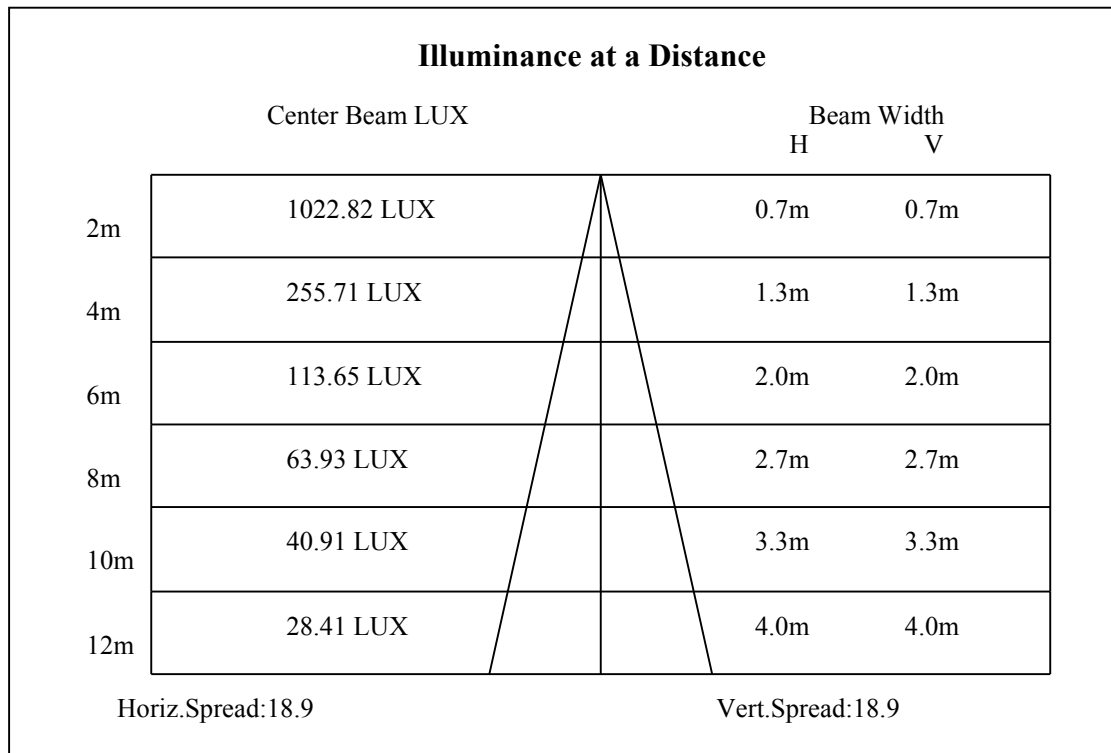 Illuminance at a Distance
Center Beam LUX Beam Width
H V
1022.82 LUX 0.7m 0.7m
2m
255.71 LUX 1.3m 1.3m
4m
113.65 LUX 2.0m 2.0m
6m
63.93 LUX 2.7m 2.7m
8m
40.91 LUX 3.3m 3.3m
10m
28.41 LUX 4.0m 4.0m
12m
Horiz.Spread:18.9 Vert.Spread:18.9